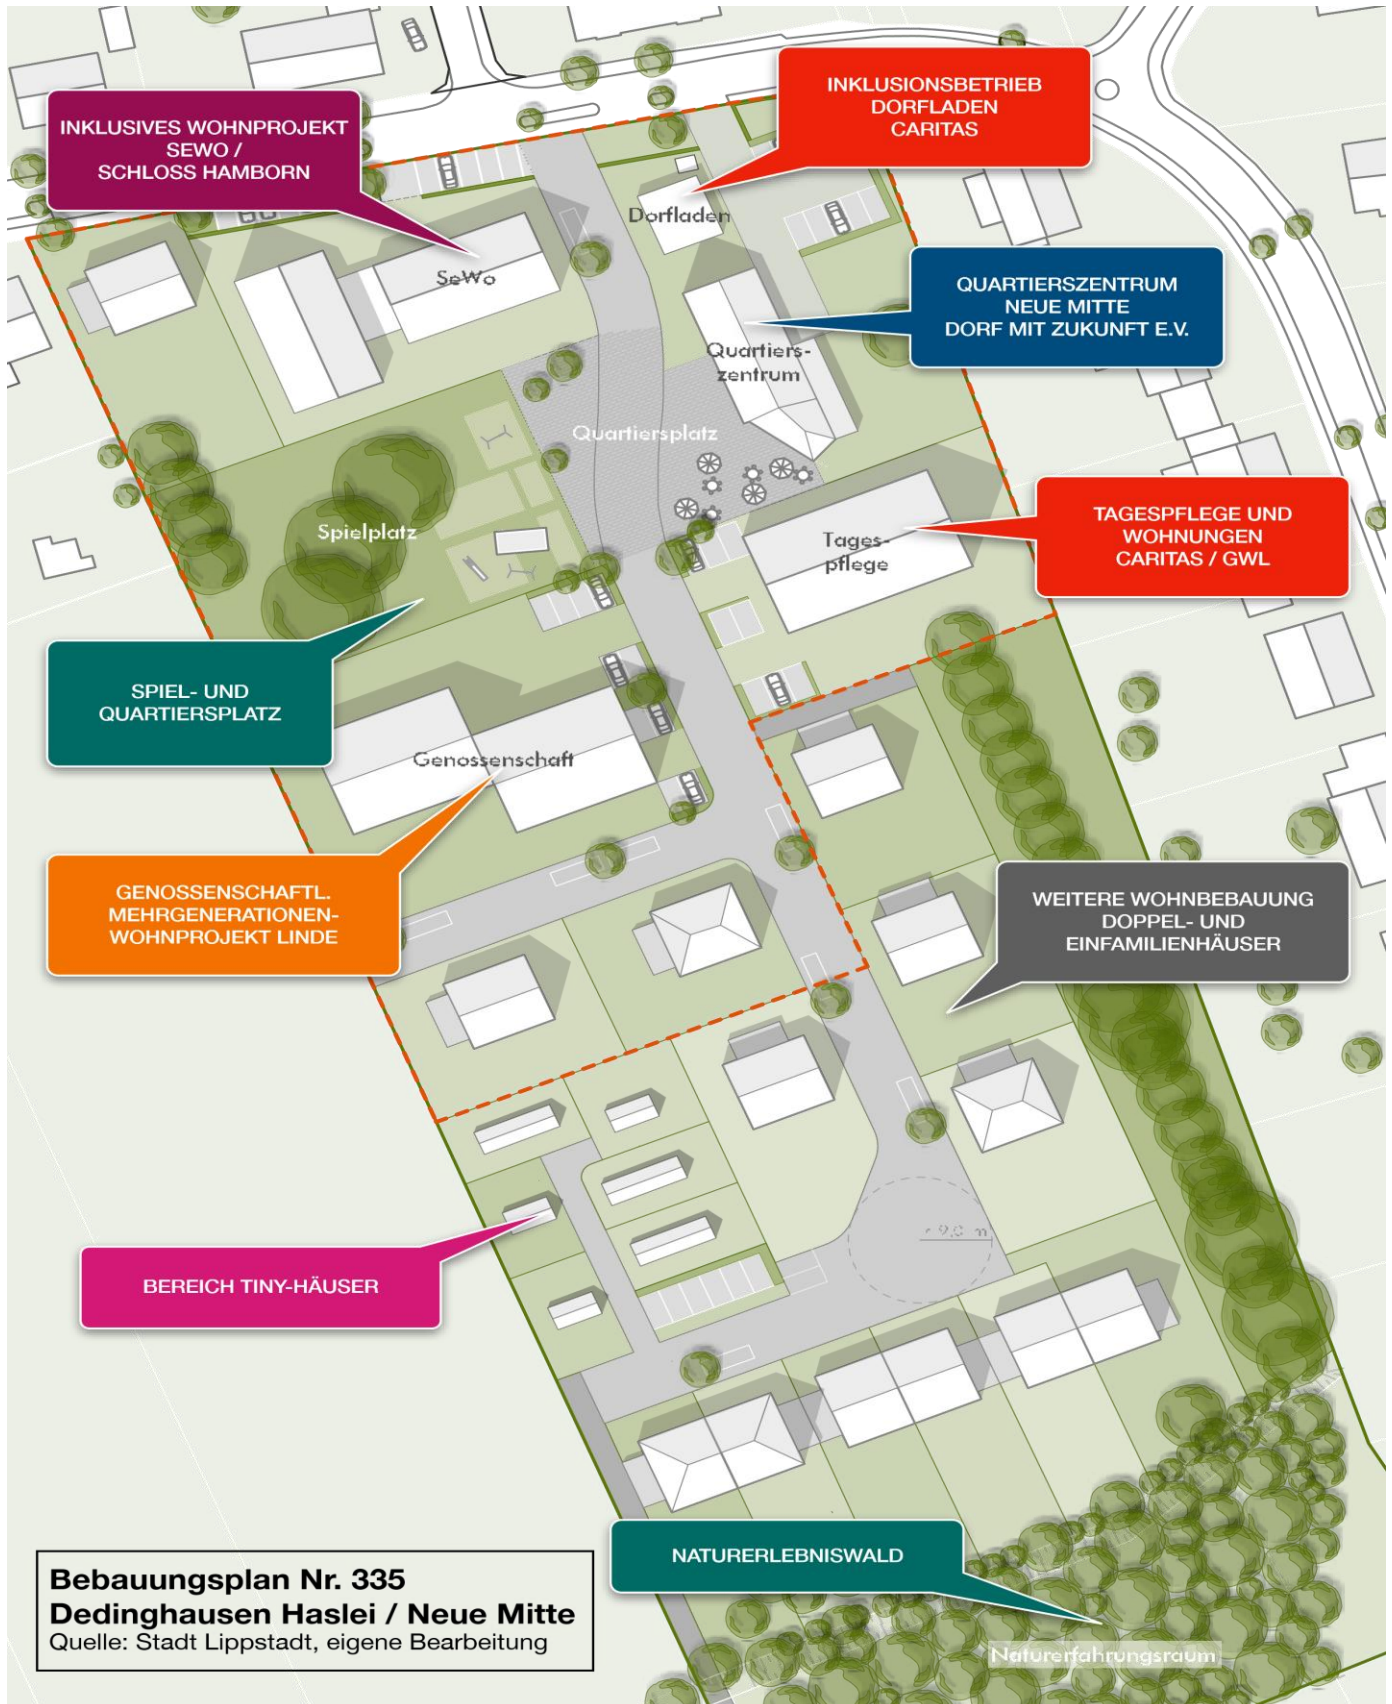 INKLUSIONSBETRIEB
DORFLADEN
CARITAS
INKLUSIVES WOHNPROJEKT
SEWO /
SCHLOSS HAMBORN
Dorfladen
SeWo
QUARTIERSZENTRUM
NEUE MITTE
DORF MIT ZUKUNFT E.V.
Quartiers-
zentrum
Quartiersplatz
Spielplatz
Tages-
pflege
TAGESPFLEGE UND
WOHNUNGEN
CARITAS / GWL
SPIEL- UND
QUARTIERSPLATZ
Genossenschaft
GENOSSENSCHAFTL.
MEHRGENERATIONEN-
WOHNPROJEKT LINDE
WEITERE WOHNBEBAUUNG
DOPPEL- UND
EINFAMILIENHÄUSER
BEREICH TINY-HÄUSER
NATURERLEBNISWALD
Naturerfahrungsraum
Bebauungsplan Nr. 335
Dedinghausen Haslei / Neue Mitte
Quelle: Stadt Lippstadt, eigene Bearbeitung